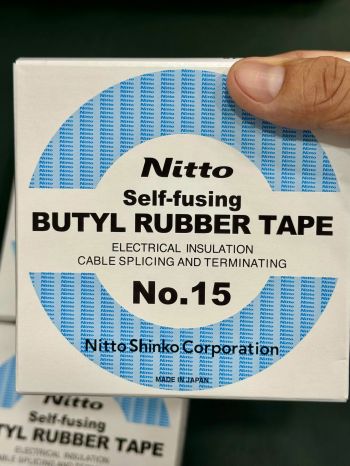 Nitto
Self-fusing
BUTYL RUBBER TAPE
ELECTRICAL INSULATION
CABLE SPLICING AND TERMINATING
No.15
Nitto Shinko Corporation
MADE IN JAPAN
Nitto
Self-fusing
TYL RUBBER TAPE
ELECTRICAL INSULATION